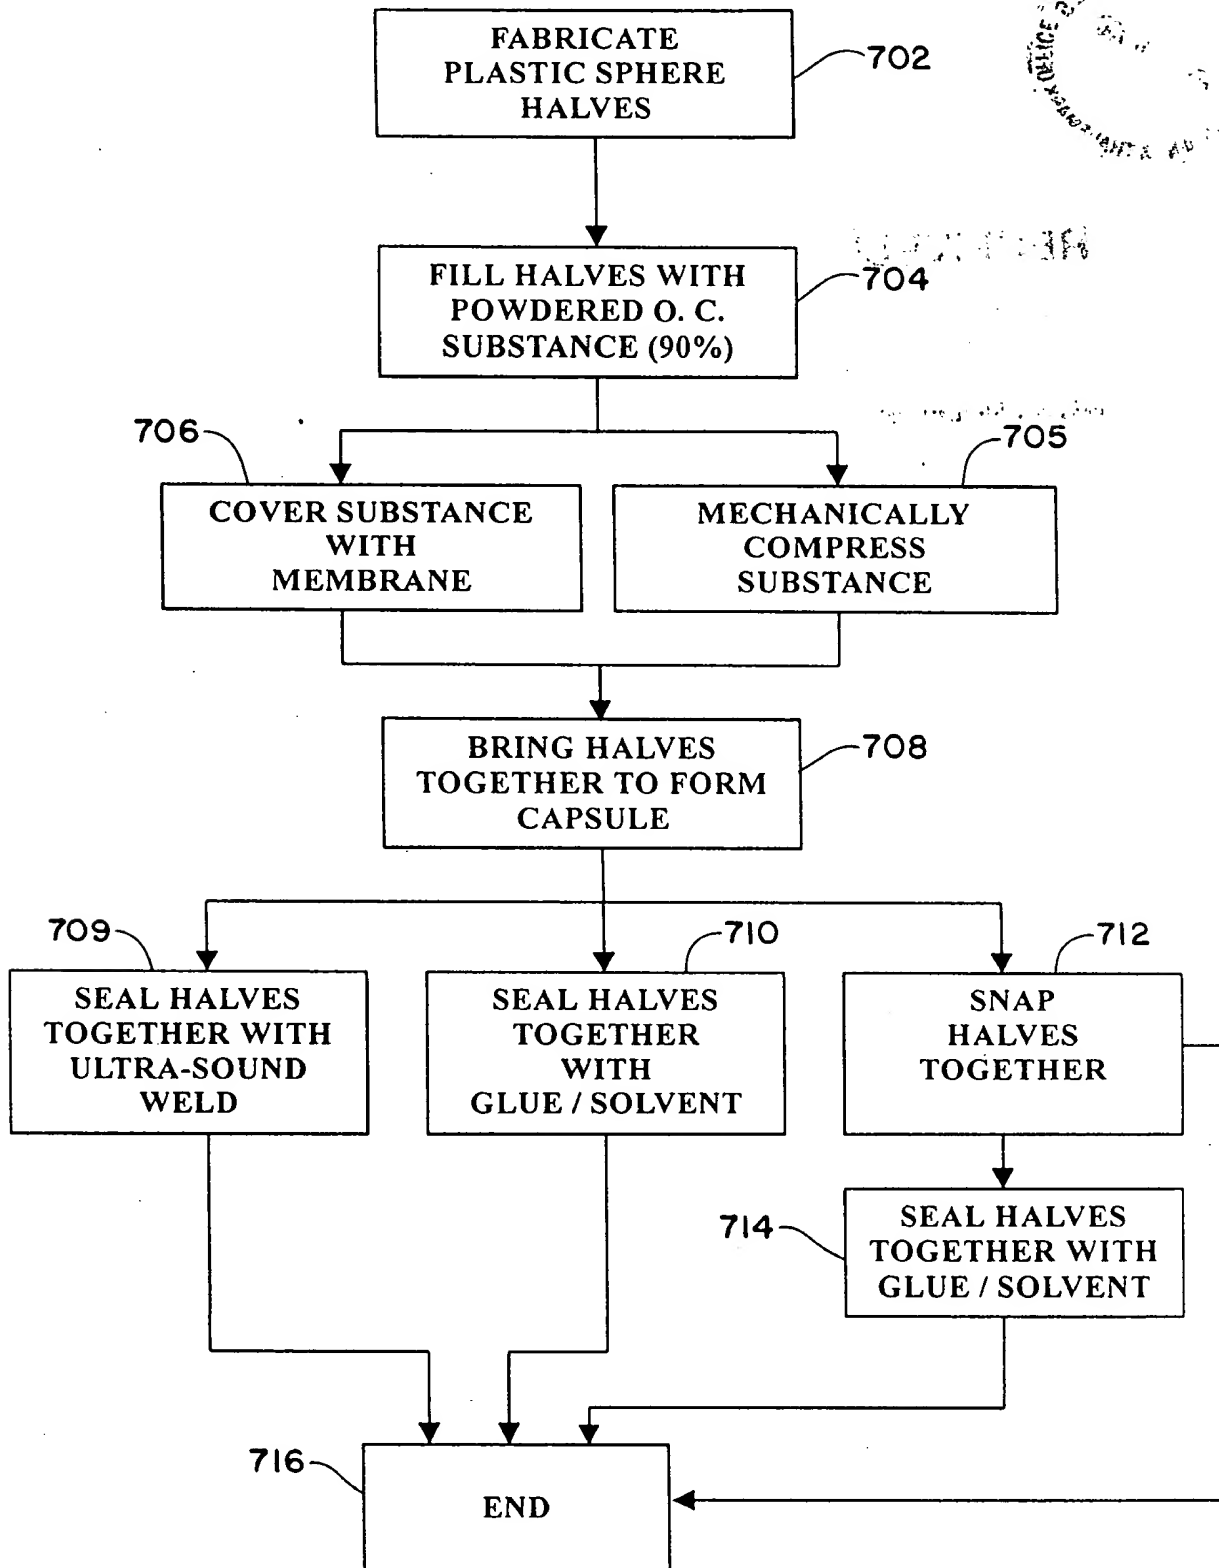 FABRICATE
PLASTIC SPHERE
HALVES
702
FILL HALVES WITH
POWDERED O. C.
SUBSTANCE (90%)
704
706
705
COVER SUBSTANCE
WITH
MEMBRANE
MECHANICALLY
COMPRESS
SUBSTANCE
BRING HALVES
TOGETHER TO FORM
CAPSULE
708
709
710
712
SEAL HALVES
TOGETHER WITH
ULTRA-SOUND
WELD
SEAL HALVES
TOGETHER
WITH
GLUE / SOLVENT
SNAP
HALVES
TOGETHER
714
SEAL HALVES
TOGETHER WITH
GLUE / SOLVENT
716
END